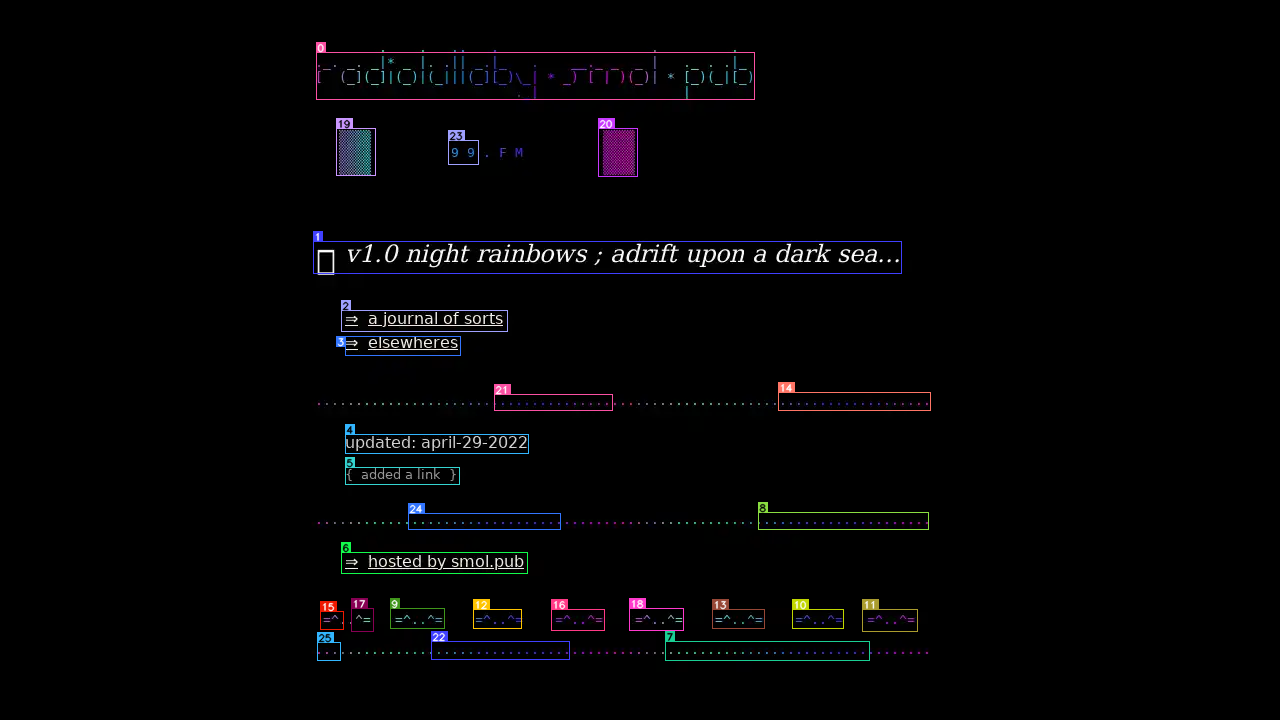 99.FM
v1.0 night rainbows ; adrift upon a dark sea...
⇒ a journal of sorts
⇒ elsewheres
updated: april-29-2022
{ added a link }
⇒ hosted by smol.pub
=^..^= =^..^= =^..^= =^..^= =^..^= =^..^= =^..^= =^..^=